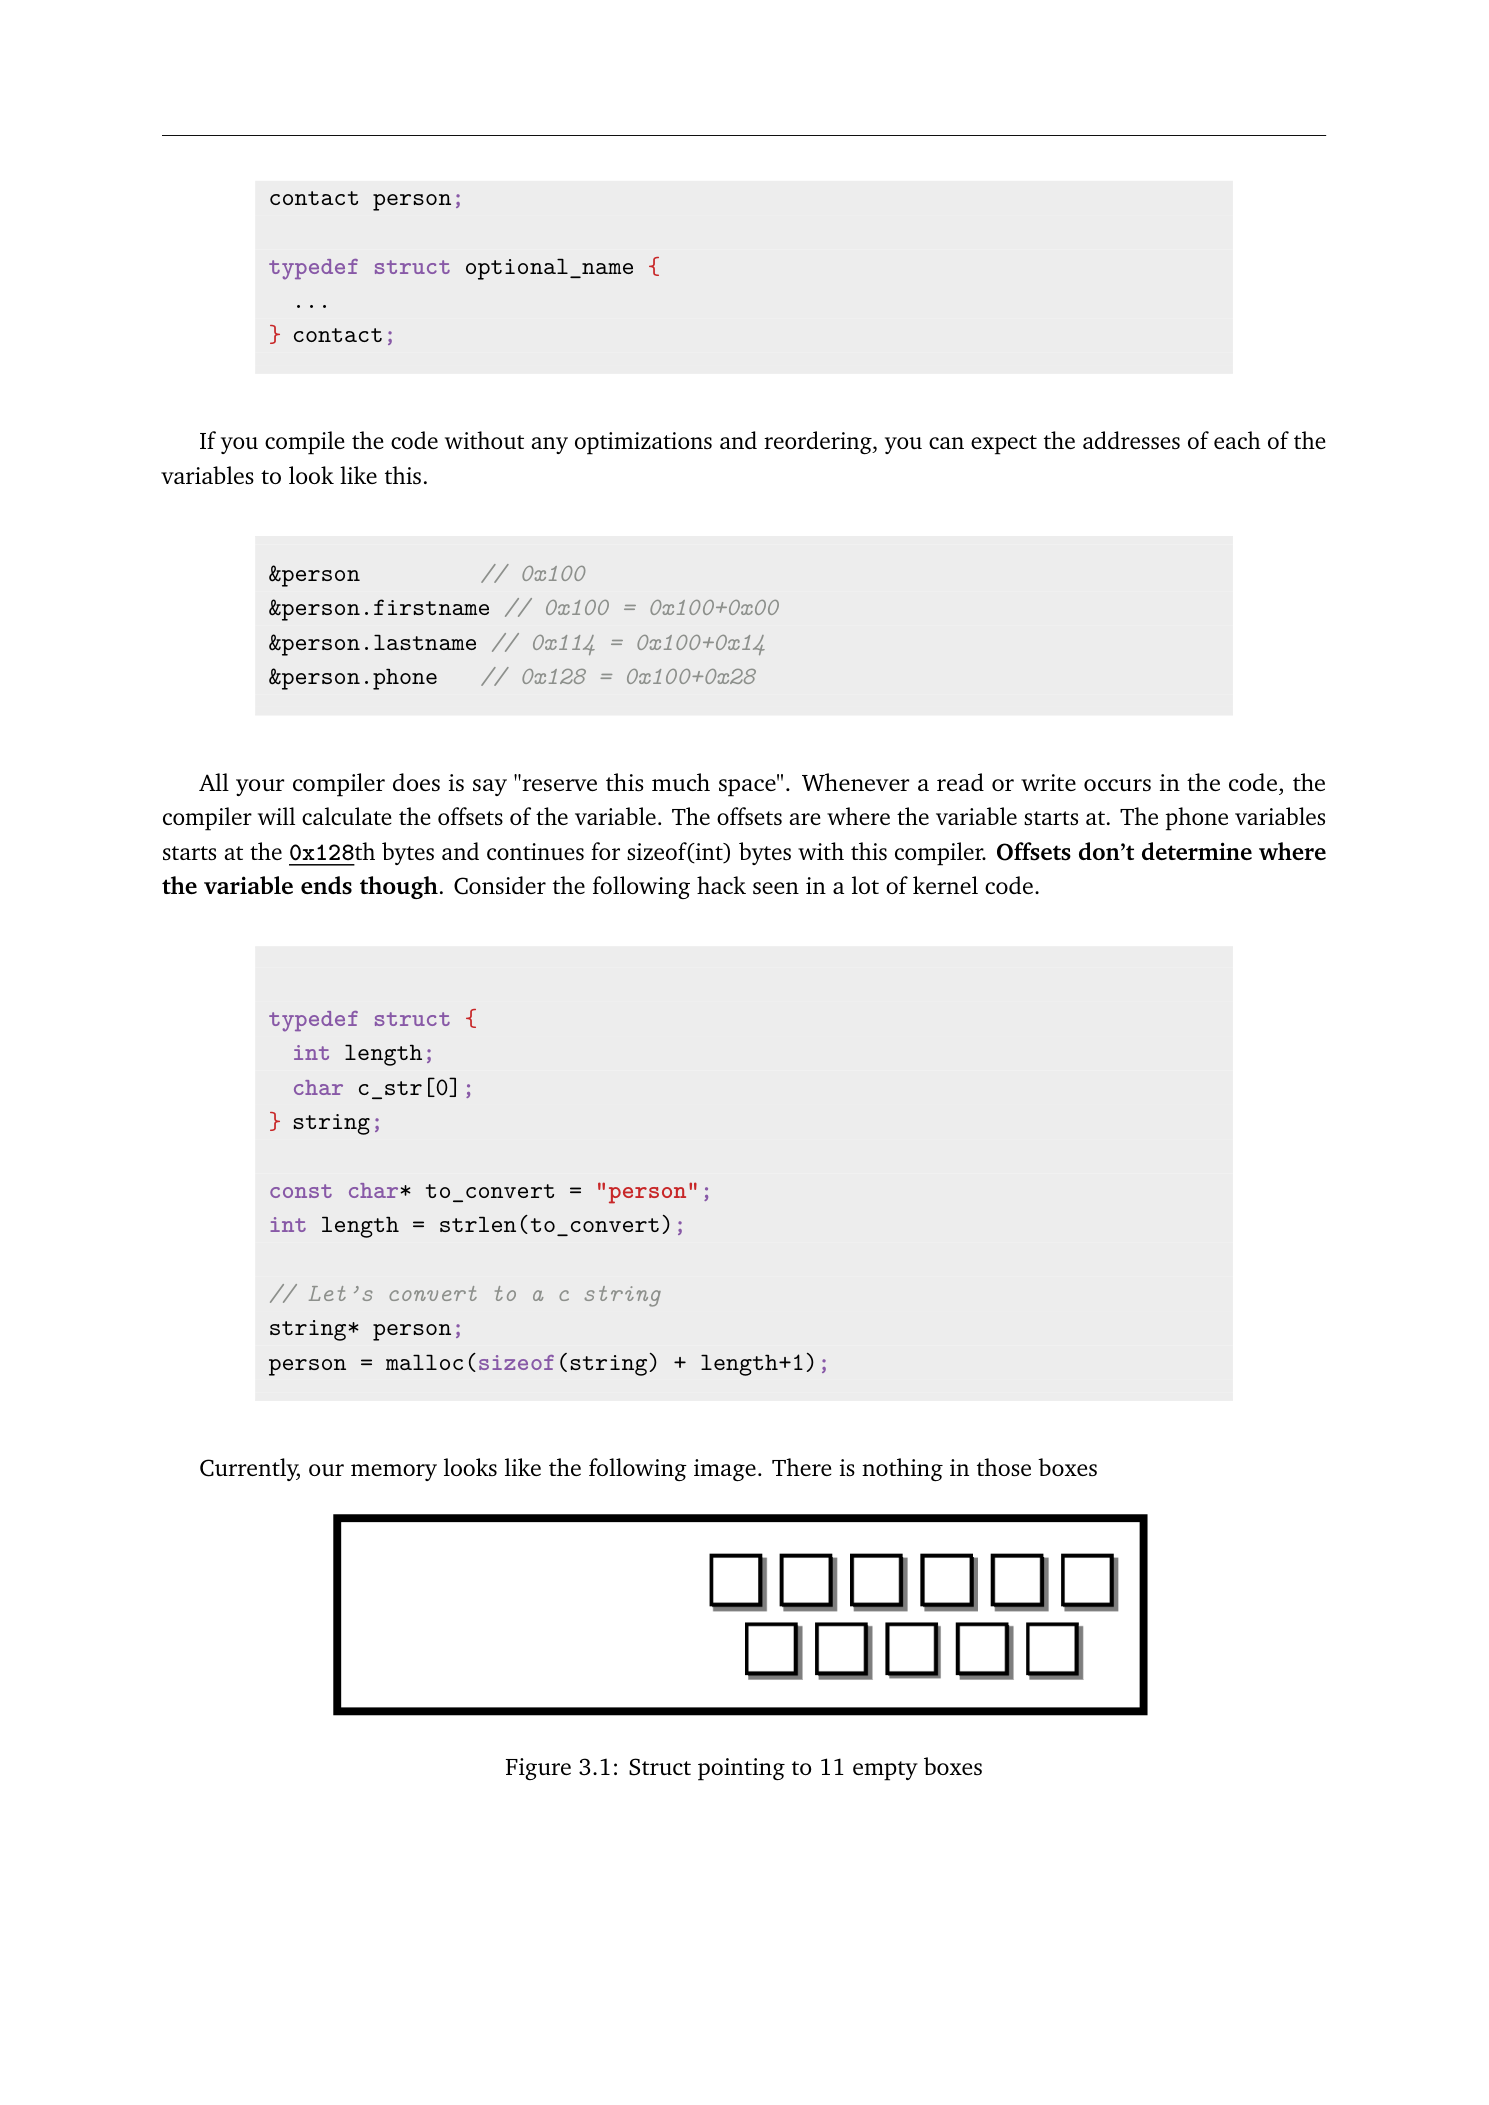 contact person;
typedef struct optional_name {
...
} contact;
If you compile the code without any optimizations and reordering, you can expect the addresses of each of the
variables to look like this.
&person // 0x100
&person.firstname // 0x100 = 0x100+0x00
&person.lastname // 0x114 = 0x100+0x14
&person.phone // 0x128 = 0x100+0x28
All your compiler does is say "reserve this much space". Whenever a read or write occurs in the code, the
compiler will calculate the offsets of the variable. The offsets are where the variable starts at. The phone variables
starts at the 0x128th bytes and continues for sizeof(int) bytes with this compiler. Offsets don’t determine where
the variable ends though. Consider the following hack seen in a lot of kernel code.
typedef struct {
int length;
char c_str[0];
} string;
const char* to_convert = "person";
int length = strlen(to_convert);
// Let’s convert to a c string
string* person;
person = malloc(sizeof(string) + length+1);
Currently, our memory looks like the following image. There is nothing in those boxes
Figure 3.1: Struct pointing to 11 empty boxes